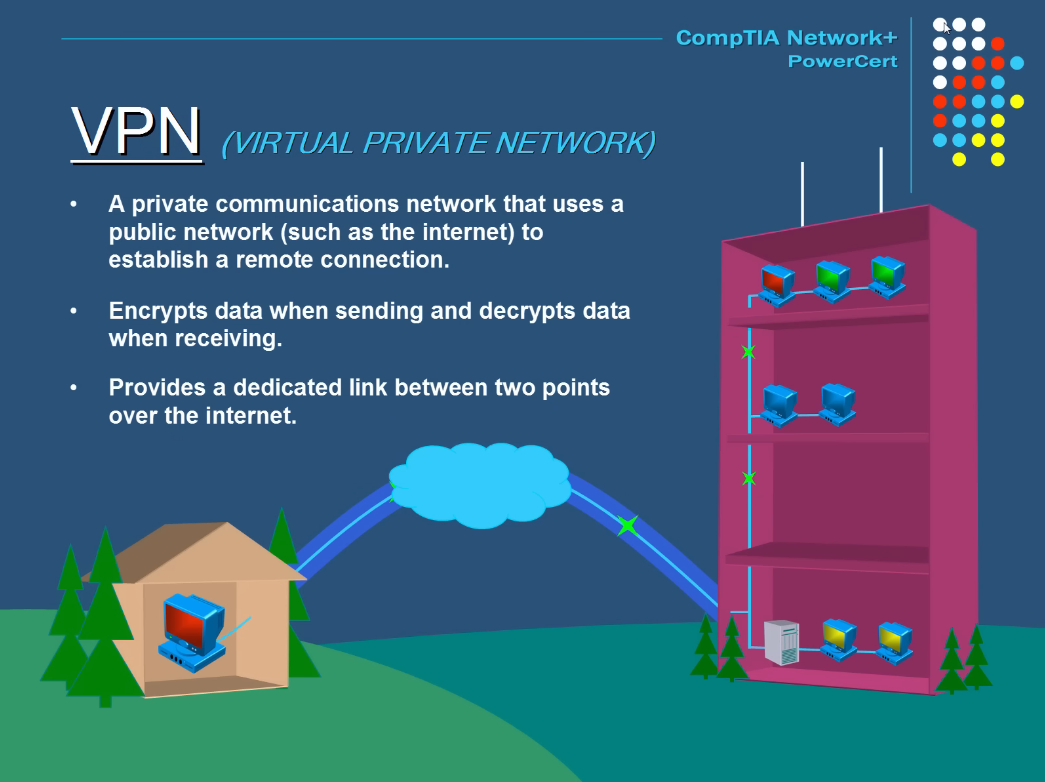 CompTIA Network+
PowerCert
VPN (VIRTUAL PRIVATE NETWORK)
• A private communications network that uses a
public network (such as the internet) to
establish a remote connection.
• Encrypts data when sending and decrypts data
when receiving.
• Provides a dedicated link between two points
over the internet.